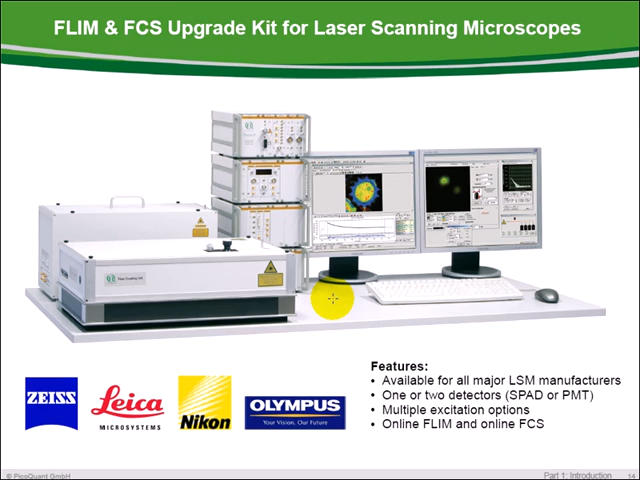 FLIM & FCS Upgrade Kit for Laser Scanning Microscopes
ZEISS
Leica
MICROSYSTEMS
Nikon
OLYMPUS
Your Vision, Our Future
Features:
• Available for all major LSM manufacturers
• One or two detectors (SPAD or PMT)
• Multiple excitation options
• Online FLIM and online FCS
© PicoQuant GmbH
Part 1: Introduction
14